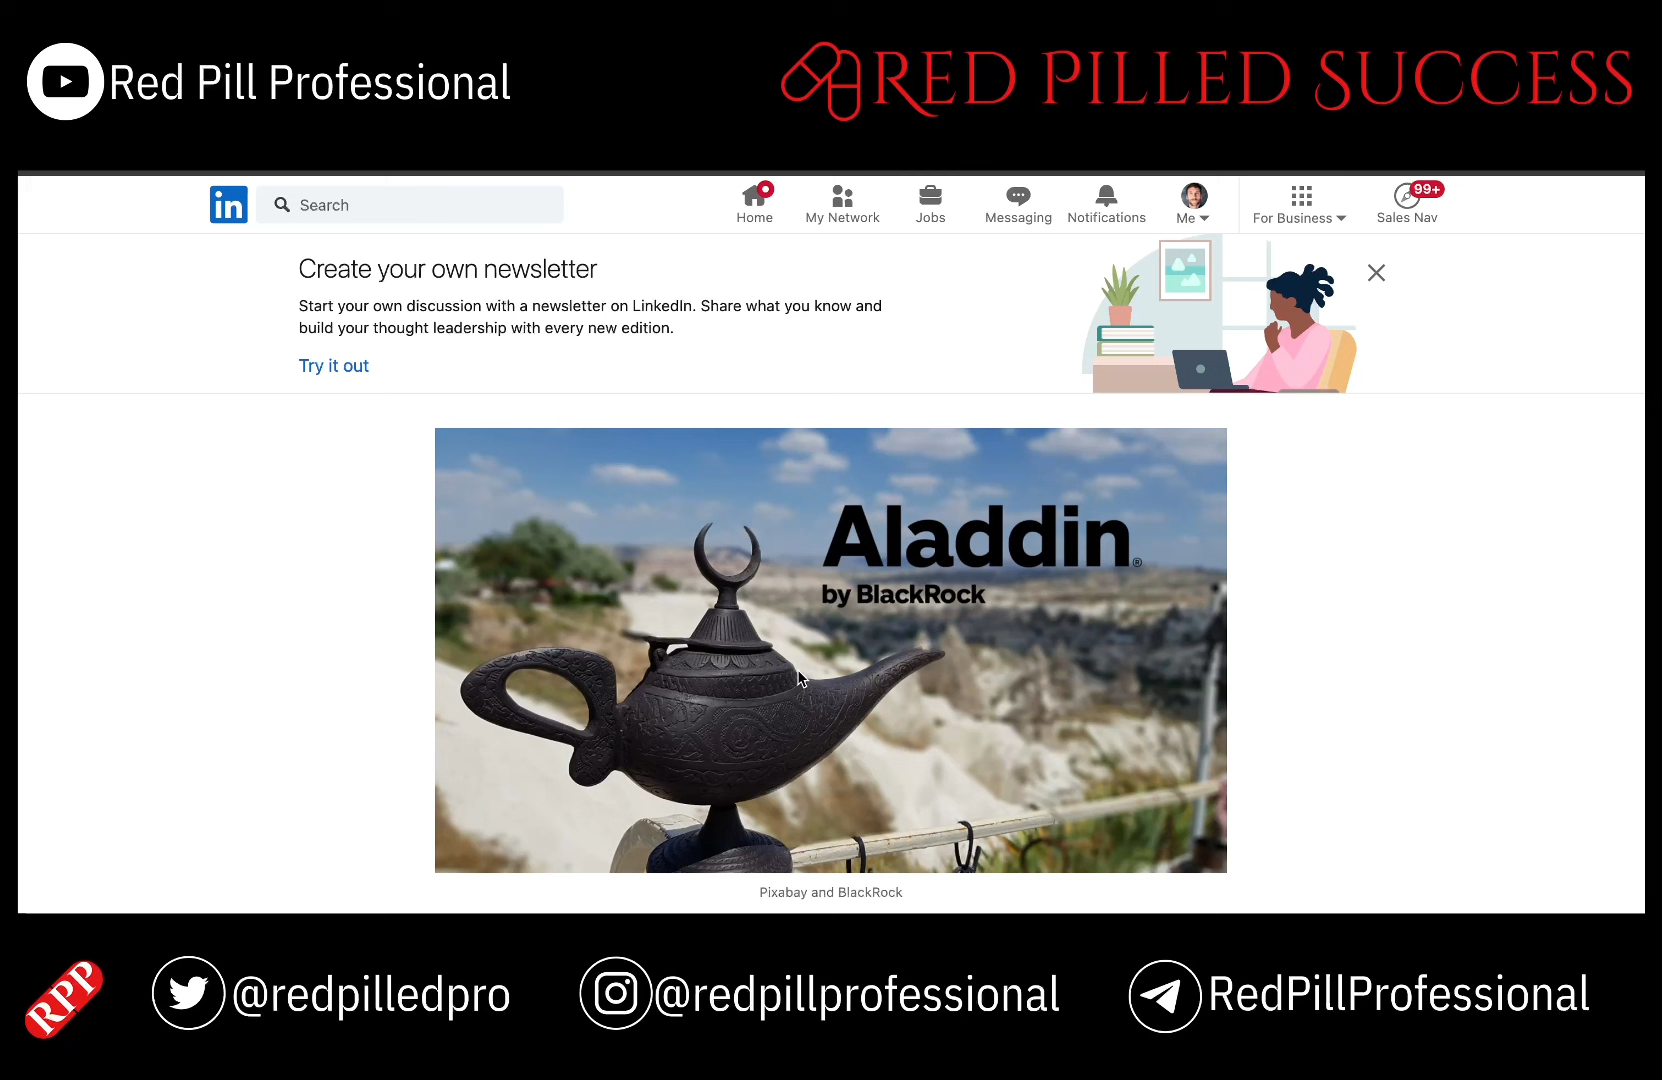 Red Pill Professional
RED PILLED SUCCESS
in
Search
Home
My Network
Jobs
Messaging
Notifications
Me
For Business
99+
Sales Nav
Create your own newsletter
Start your own discussion with a newsletter on LinkedIn. Share what you know and
build your thought leadership with every new edition.
Try it out
Aladdin®
by BlackRock
Pixabay and BlackRock
RPP
@redpilledpro
@redpillprofessional
RedPillProfessional